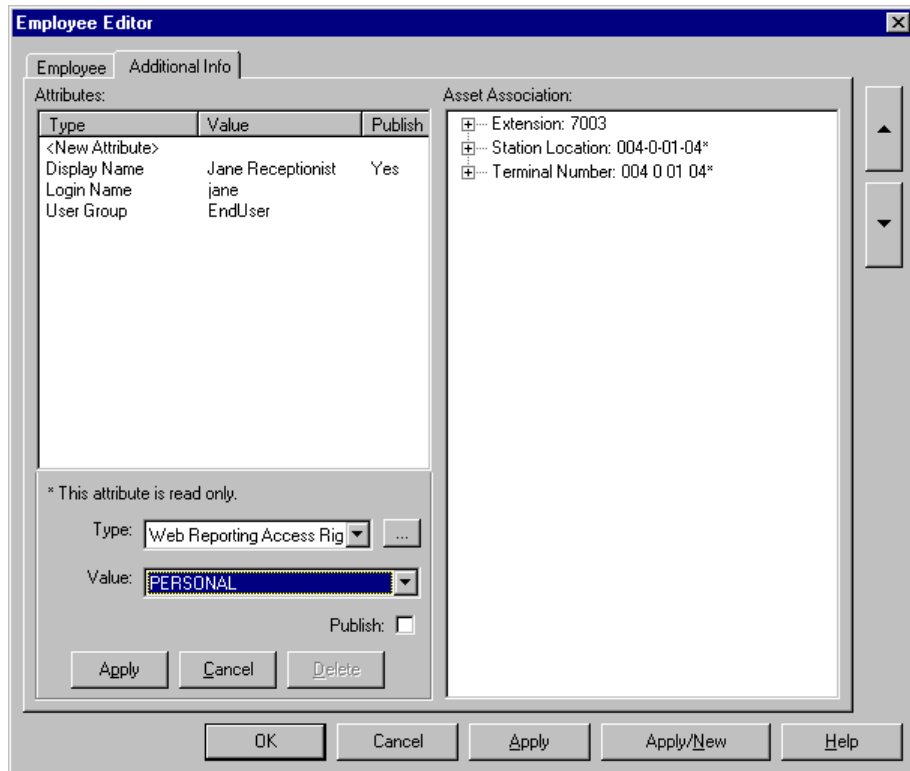 Employee Editor
Employee Additional Info
Attributes:
Type Value Publish
<New Attribute>
Display Name Jane Receptionist Yes
Login Name jane
User Group EndUser
Asset Association:
Extension: 7003
Station Location: 004-0-01-04*
Terminal Number: 004 0 01 04*
* This attribute is read only.
Type: Web Reporting Access Rig ...
Value: PERSONAL
Publish:
Apply Cancel Delete
OK Cancel Apply Apply/New Help